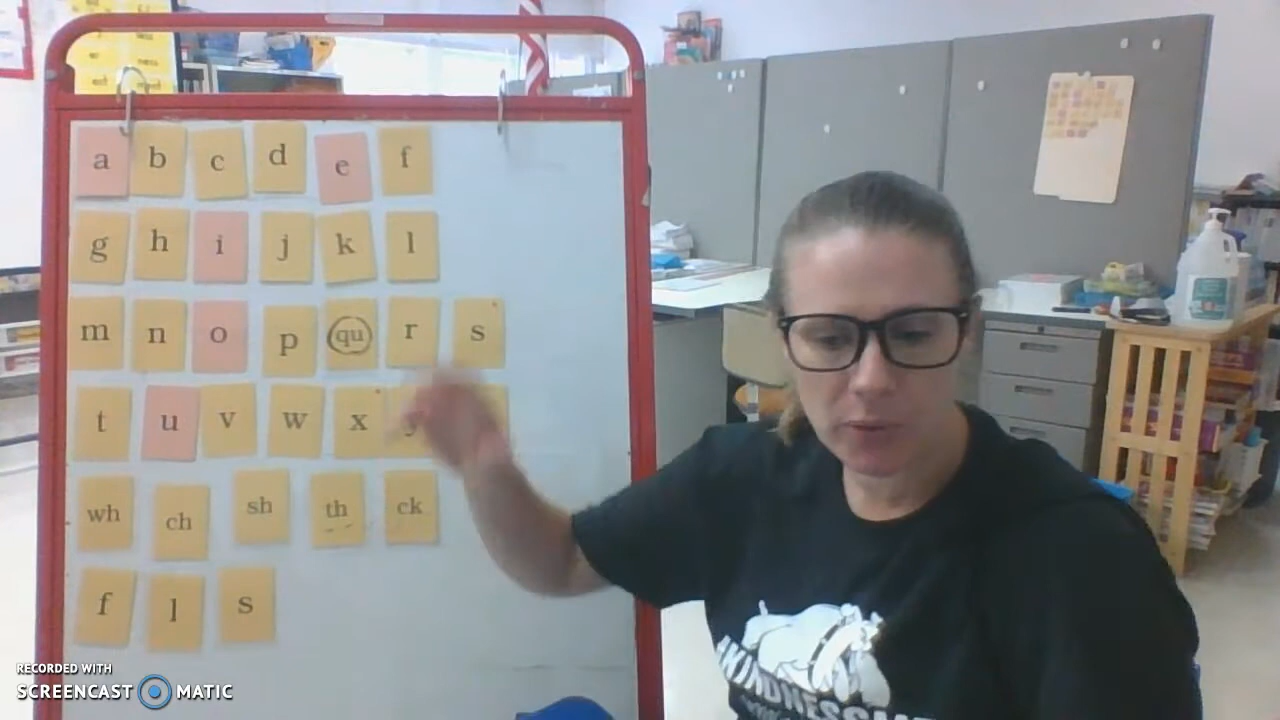 a b c d e f
g h i j k l
m n o p qu r s
t u v w x y
wh ch sh th ck
f l s
RECORDED WITH
SCREENCAST MATIC